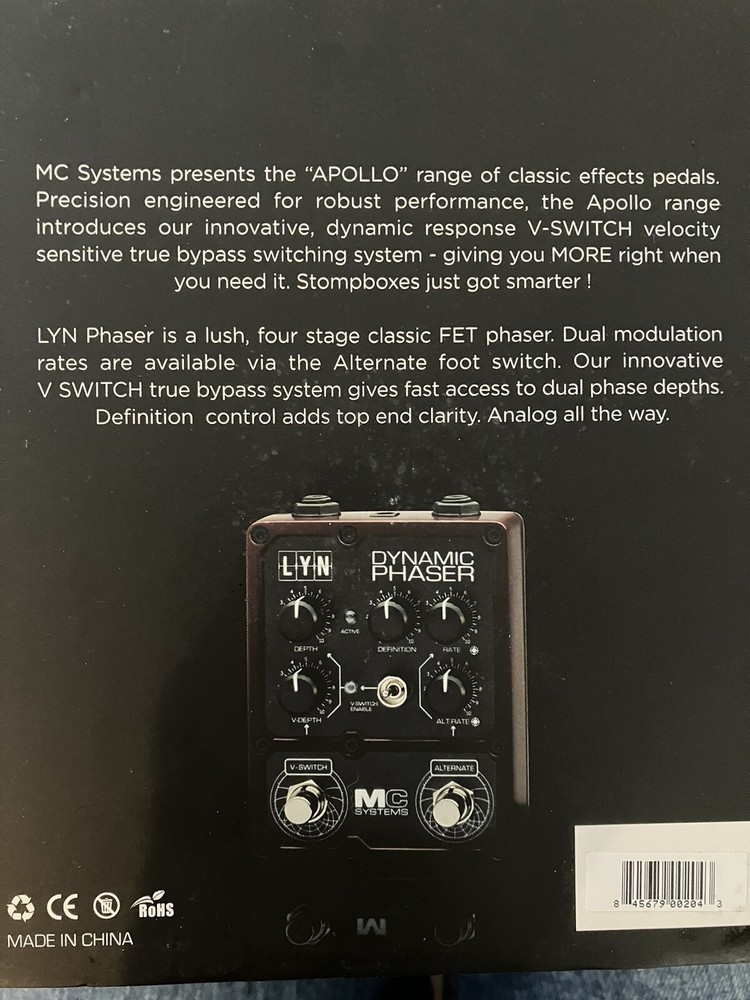 MC Systems presents the “APOLLO” range of classic effects pedals.
Precision engineered for robust performance, the Apollo range
introduces our innovative, dynamic response V-SWITCH velocity
sensitive true bypass switching system - giving you MORE right when
you need it. Stompboxes just got smarter !
LYN Phaser is a lush, four stage classic FET phaser. Dual modulation
rates are available via the Alternate foot switch. Our innovative
V SWITCH true bypass system gives fast access to dual phase depths.
Definition control adds top end clarity. Analog all the way.
LYN
DYNAMIC
PHASER
ACTIVE
DEPTH
DEFINITION
RATE
V-SWITCH
ENABLE
V-DEPTH
ALT.RATE
V-SWITCH
ALTERNATE
MC
SYSTEMS
CE
RoHS
MADE IN CHINA
8 45679 00204 3